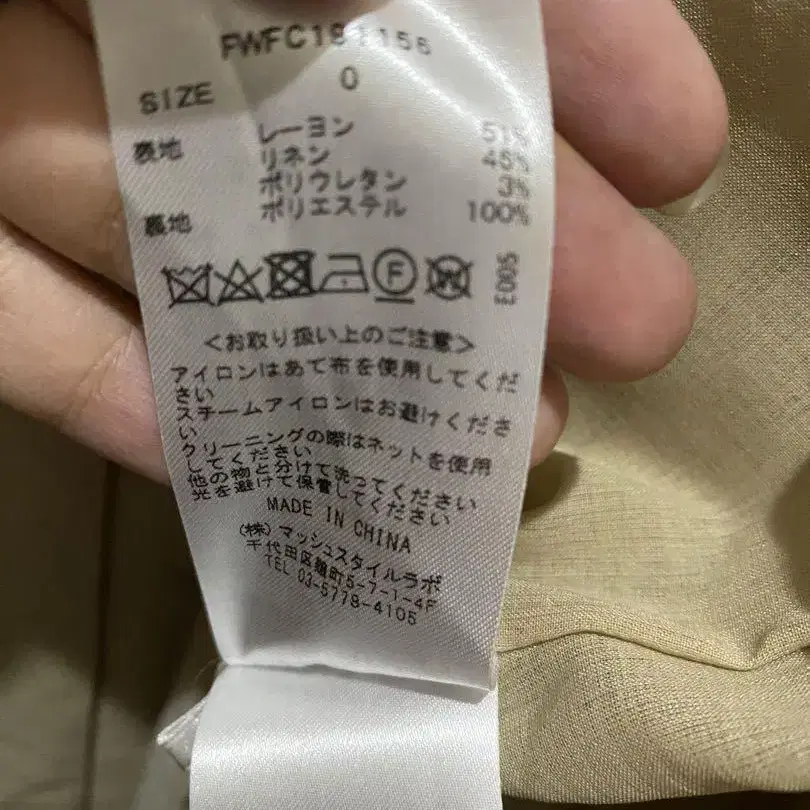 FWFC191156
SIZE 0
表地 レーヨン 51%
リネン 46%
ポリウレタン 3%
裏地 ポリエステル 100%
F W E005
<お取り扱い上のご注意>
アイロンはあて布を使用してくだ
さい
スチームアイロンはお避けくださ
い
クリーニングの際はネットを使用
してください
他の物と分けて洗ってください
光を避けて保管してください
MADE IN CHINA
(株)マッシュスタイルラボ
千代田区麹町5-7-1-4F
TEL 03-5778-4105